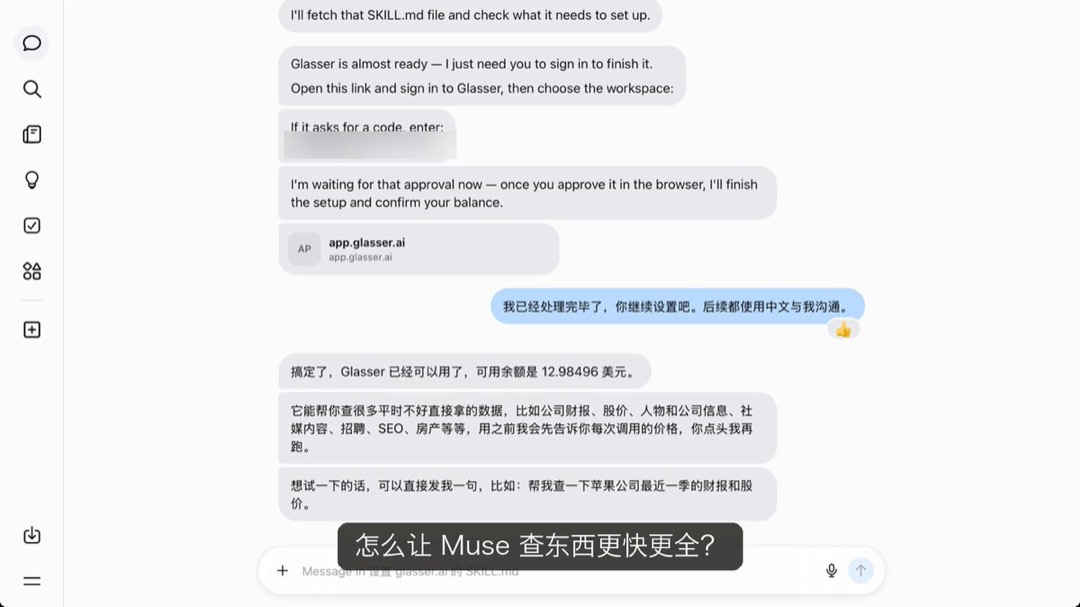 I'll fetch that SKILL.md file and check what it needs to set up.
Glasser is almost ready — I just need you to sign in to finish it.
Open this link and sign in to Glasser, then choose the workspace:
If it asks for a code, enter:
I'm waiting for that approval now — once you approve it in the browser, I'll finish
the setup and confirm your balance.
AP
app.glasser.ai
app.glasser.ai
我已经处理完毕了，你继续设置吧。后续都使用中文与我沟通。
搞定了，Glasser 已经可以用了，可用余额是 12.98496 美元。
它能帮你查很多平时不好直接拿的数据，比如公司财报、股价、人物和公司信息、社
媒内容、招聘、SEO、房产等等，用之前我会先告诉你每次调用的价格，你点头我再
跑。
想试一下的话，可以直接发我一句，比如：帮我查一下苹果公司最近一季的财报和股
价。
怎么让 Muse 查东西更快更全？
Message in 设置 glasser.ai 的 SKILL.md